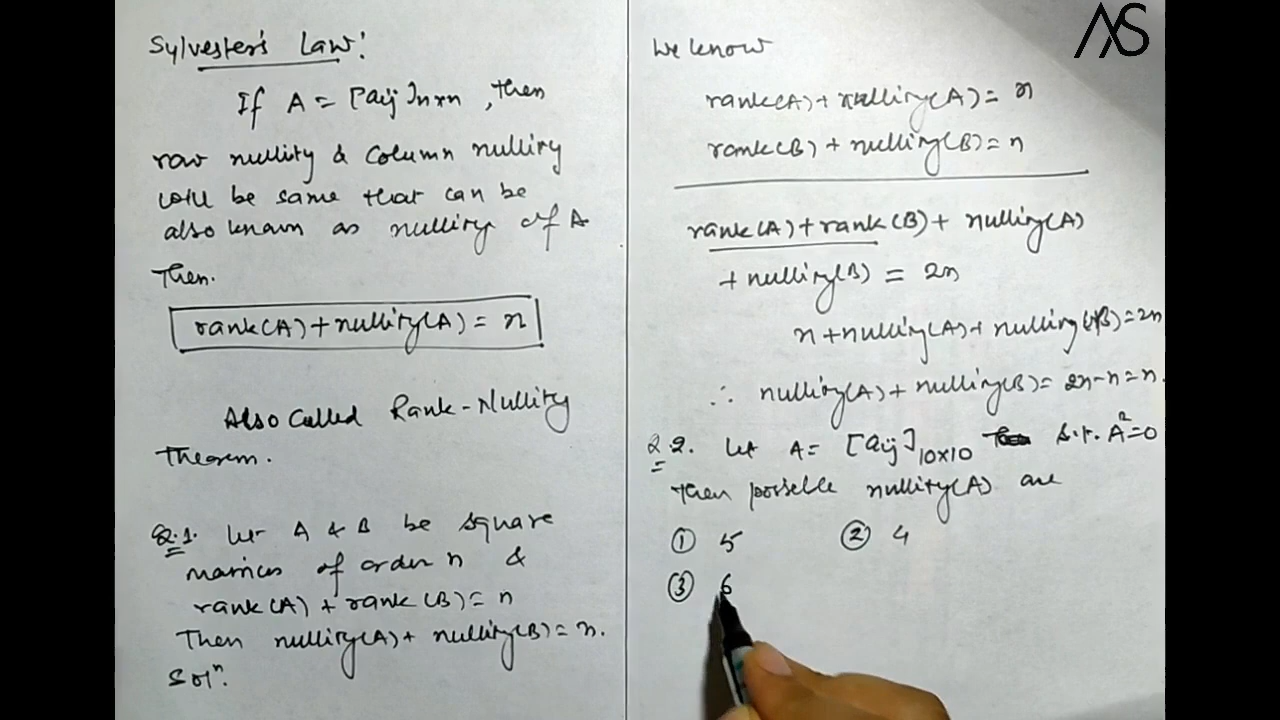 Sylvester's Law:
If A = [aij]n×n, then
row nullity & column nullity
will be same that can be
also known as nullity of A
Then.
rank(A) + nullity(A) = n
Also Called Rank-Nullity
Theorem.
Q.1. Let A & B be square
matrices of order n &
rank(A) + rank(B) = n
Then nullity(A) + nullity(B) = n.
Solⁿ.
AS
We know
rank(A) + nullity(A) = n
rank(B) + nullity(B) = n
rank(A) + rank(B) + nullity(A)
+ nullity(B) = 2n
n + nullity(A) + nullity(B) = 2n
∴ nullity(A) + nullity(B) = 2n-n = n.
Q2. Let A = [aij]10×10 s.t. A²=0
Then possible nullity(A) are
① 5 ② 4
③ 6